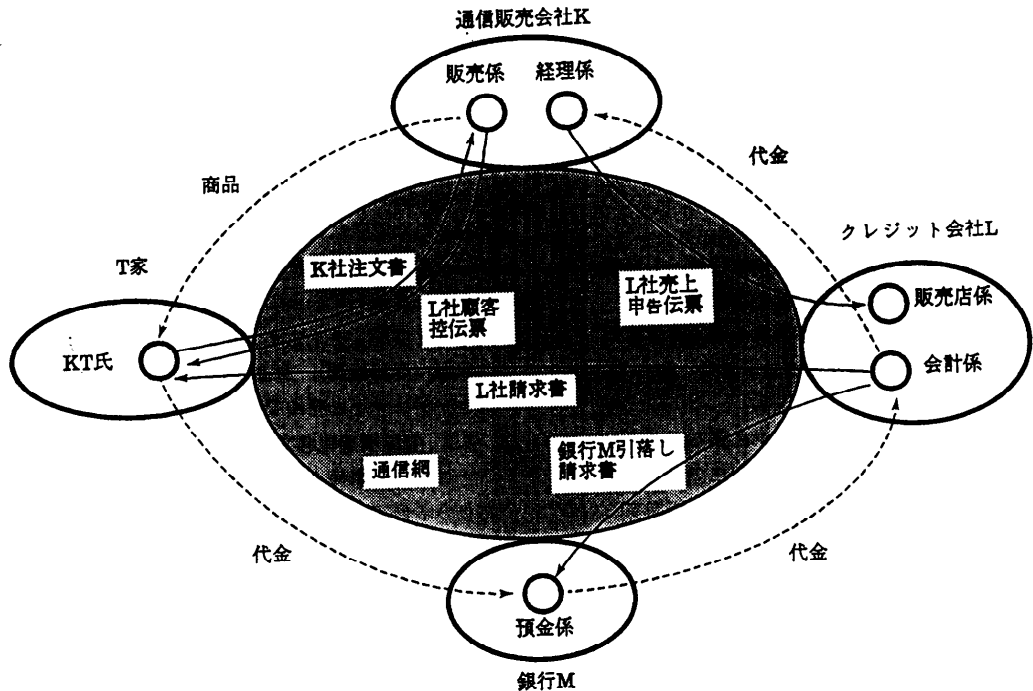 通信販売会社K
販売係
経理係
商品
代金
クレジット会社L
T家
K社注文書
L社顧客
控伝票
L社売上
申告伝票
販売店係
KT氏
会計係
L社請求書
通信網
銀行M引落し
請求書
代金
代金
預金係
銀行M